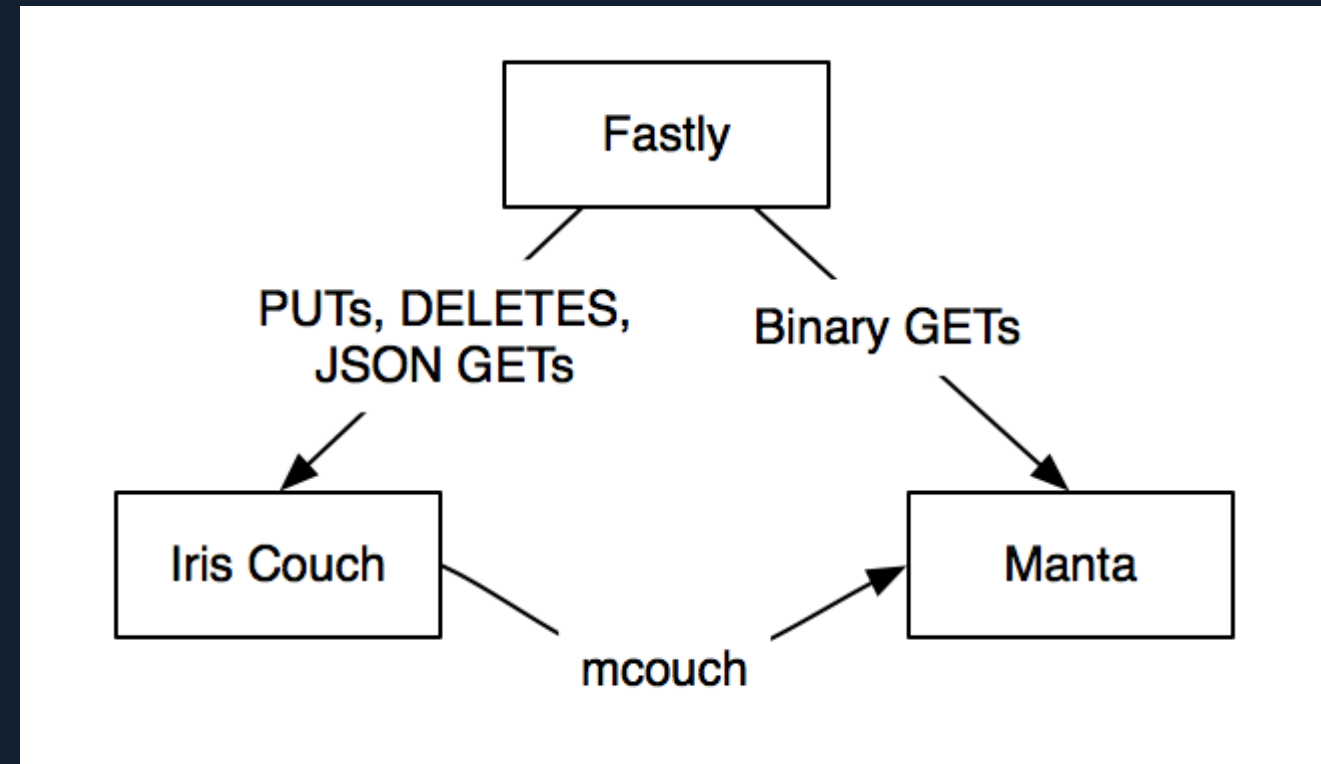 Fastly
PUTs, DELETES,
JSON GETs
Binary GETs
Iris Couch
Manta
mcouch